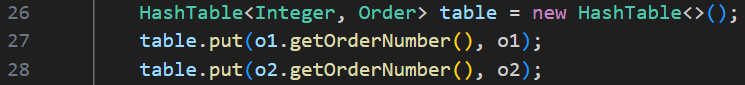 26 HashTable<Integer, Order> table = new HashTable<>();
27 table.put(o1.getOrderNumber(), o1);
28 table.put(o2.getOrderNumber(), o2);